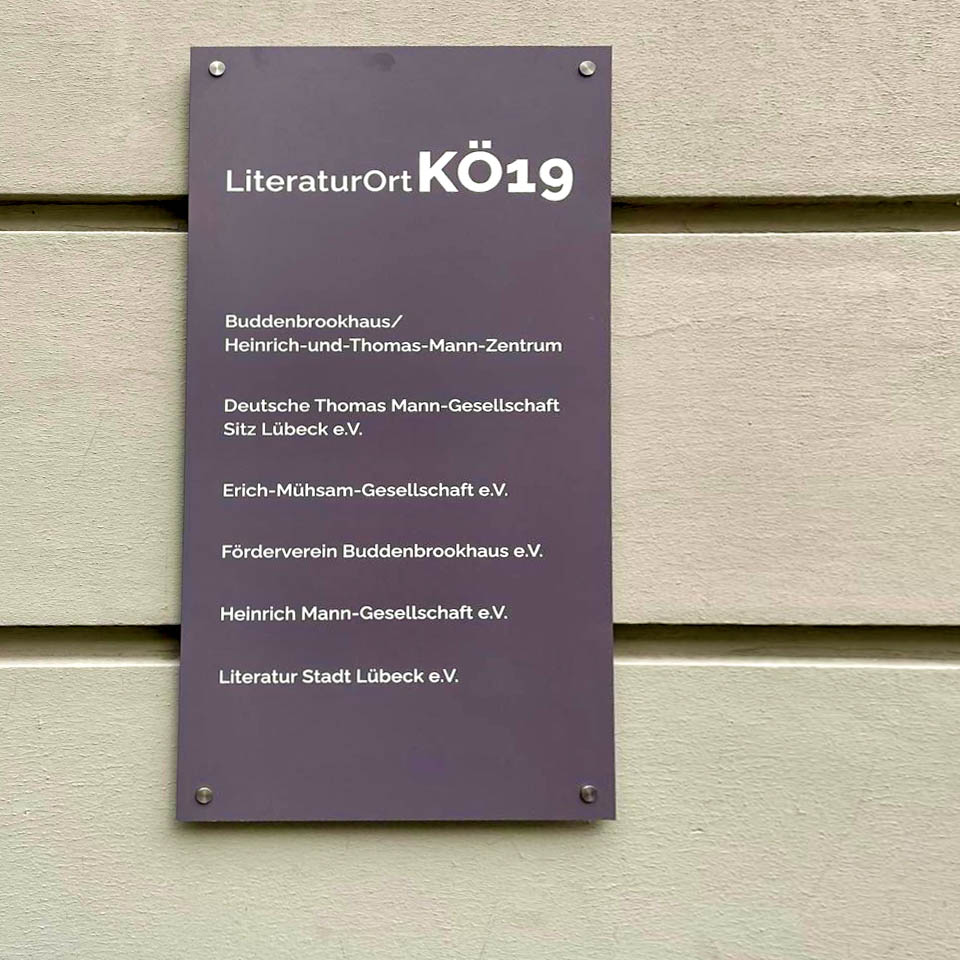 LiteraturOrt KÖ19
Buddenbrookhaus/
Heinrich-und-Thomas-Mann-Zentrum
Deutsche Thomas Mann-Gesellschaft
Sitz Lübeck e.V.
Erich-Mühsam-Gesellschaft e.V.
Förderverein Buddenbrookhaus e.V.
Heinrich Mann-Gesellschaft e.V.
Literatur Stadt Lübeck e.V.